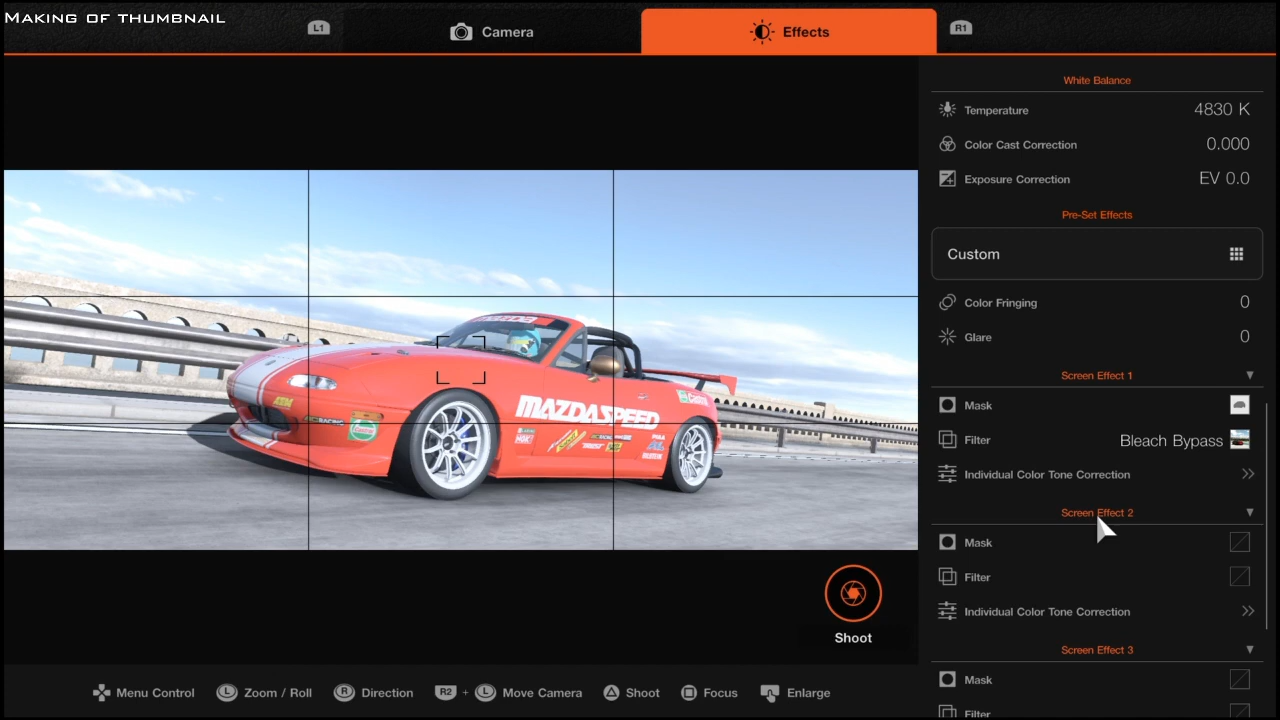 MAKING OF THUMBNAIL
L1
Camera
Effects
R1
White Balance
Temperature 4830 K
Color Cast Correction 0.000
Exposure Correction EV 0.0
Pre-Set Effects
Custom
Color Fringing 0
Glare 0
Screen Effect 1
Mask
Filter Bleach Bypass
Individual Color Tone Correction
Screen Effect 2
Mask
Filter
Individual Color Tone Correction
Screen Effect 3
Mask
Filter
MAZDASPEED
Castrol
NGK
Shoot
Menu Control
L Zoom / Roll
R Direction
R2 + L Move Camera
Shoot
Focus
Enlarge